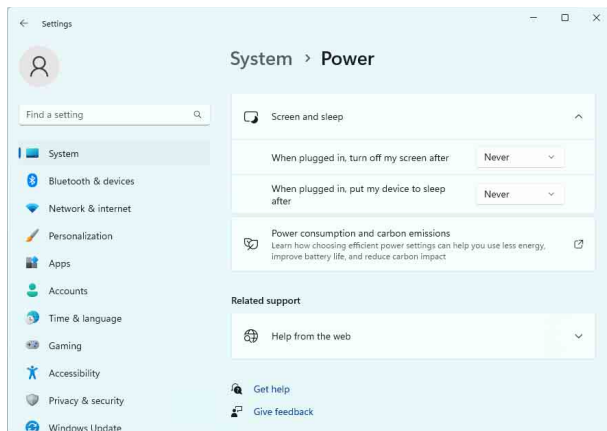 Settings
System > Power
Find a setting
System
Bluetooth & devices
Network & internet
Personalization
Apps
Accounts
Time & language
Gaming
Accessibility
Privacy & security
Windows Update
Screen and sleep
When plugged in, turn off my screen after Never
When plugged in, put my device to sleep
after
Never
Power consumption and carbon emissions
Learn how choosing efficient power settings can help you use less energy,
improve battery life, and reduce carbon impact
Related support
Help from the web
Get help
Give feedback